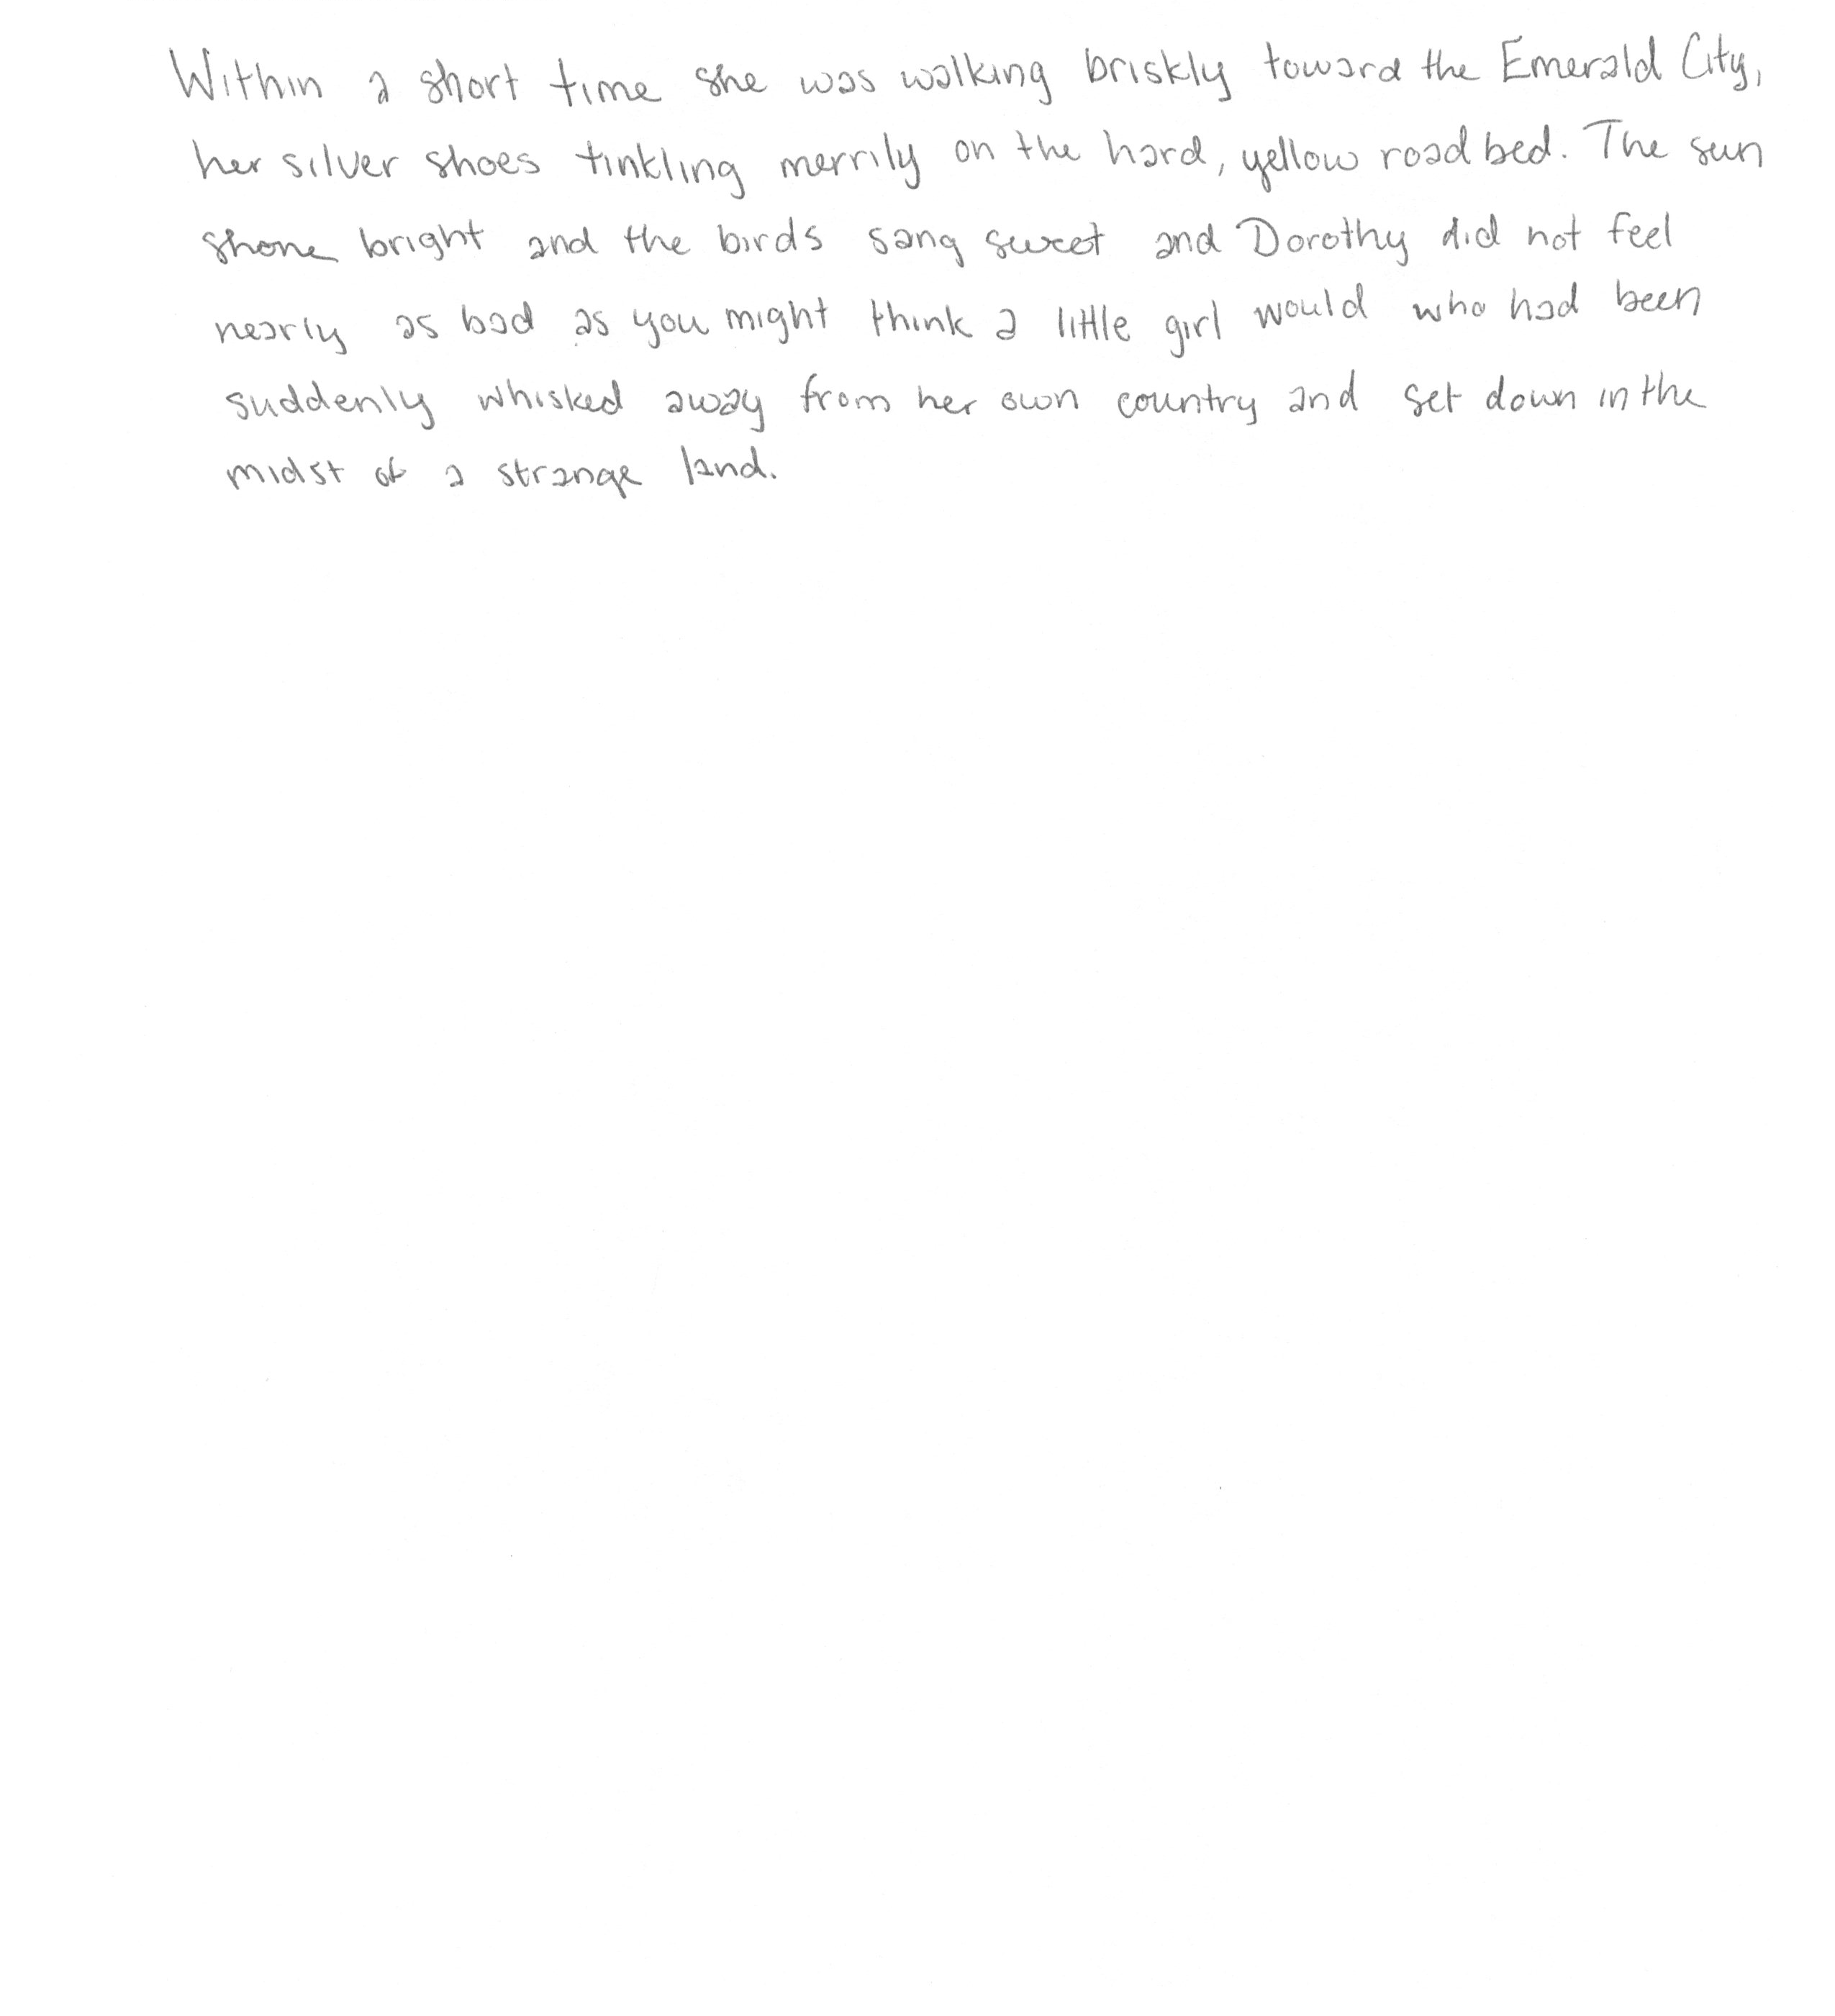 Within a short time she was walking briskly toward the Emerald City,
her silver shoes tinkling merrily on the hard, yellow road bed. The sun
shone bright and the birds sang sweet and Dorothy did not feel
nearly as bad as you might think a little girl would who had been
suddenly whisked away from her own country and set down in the
midst of a strange land.